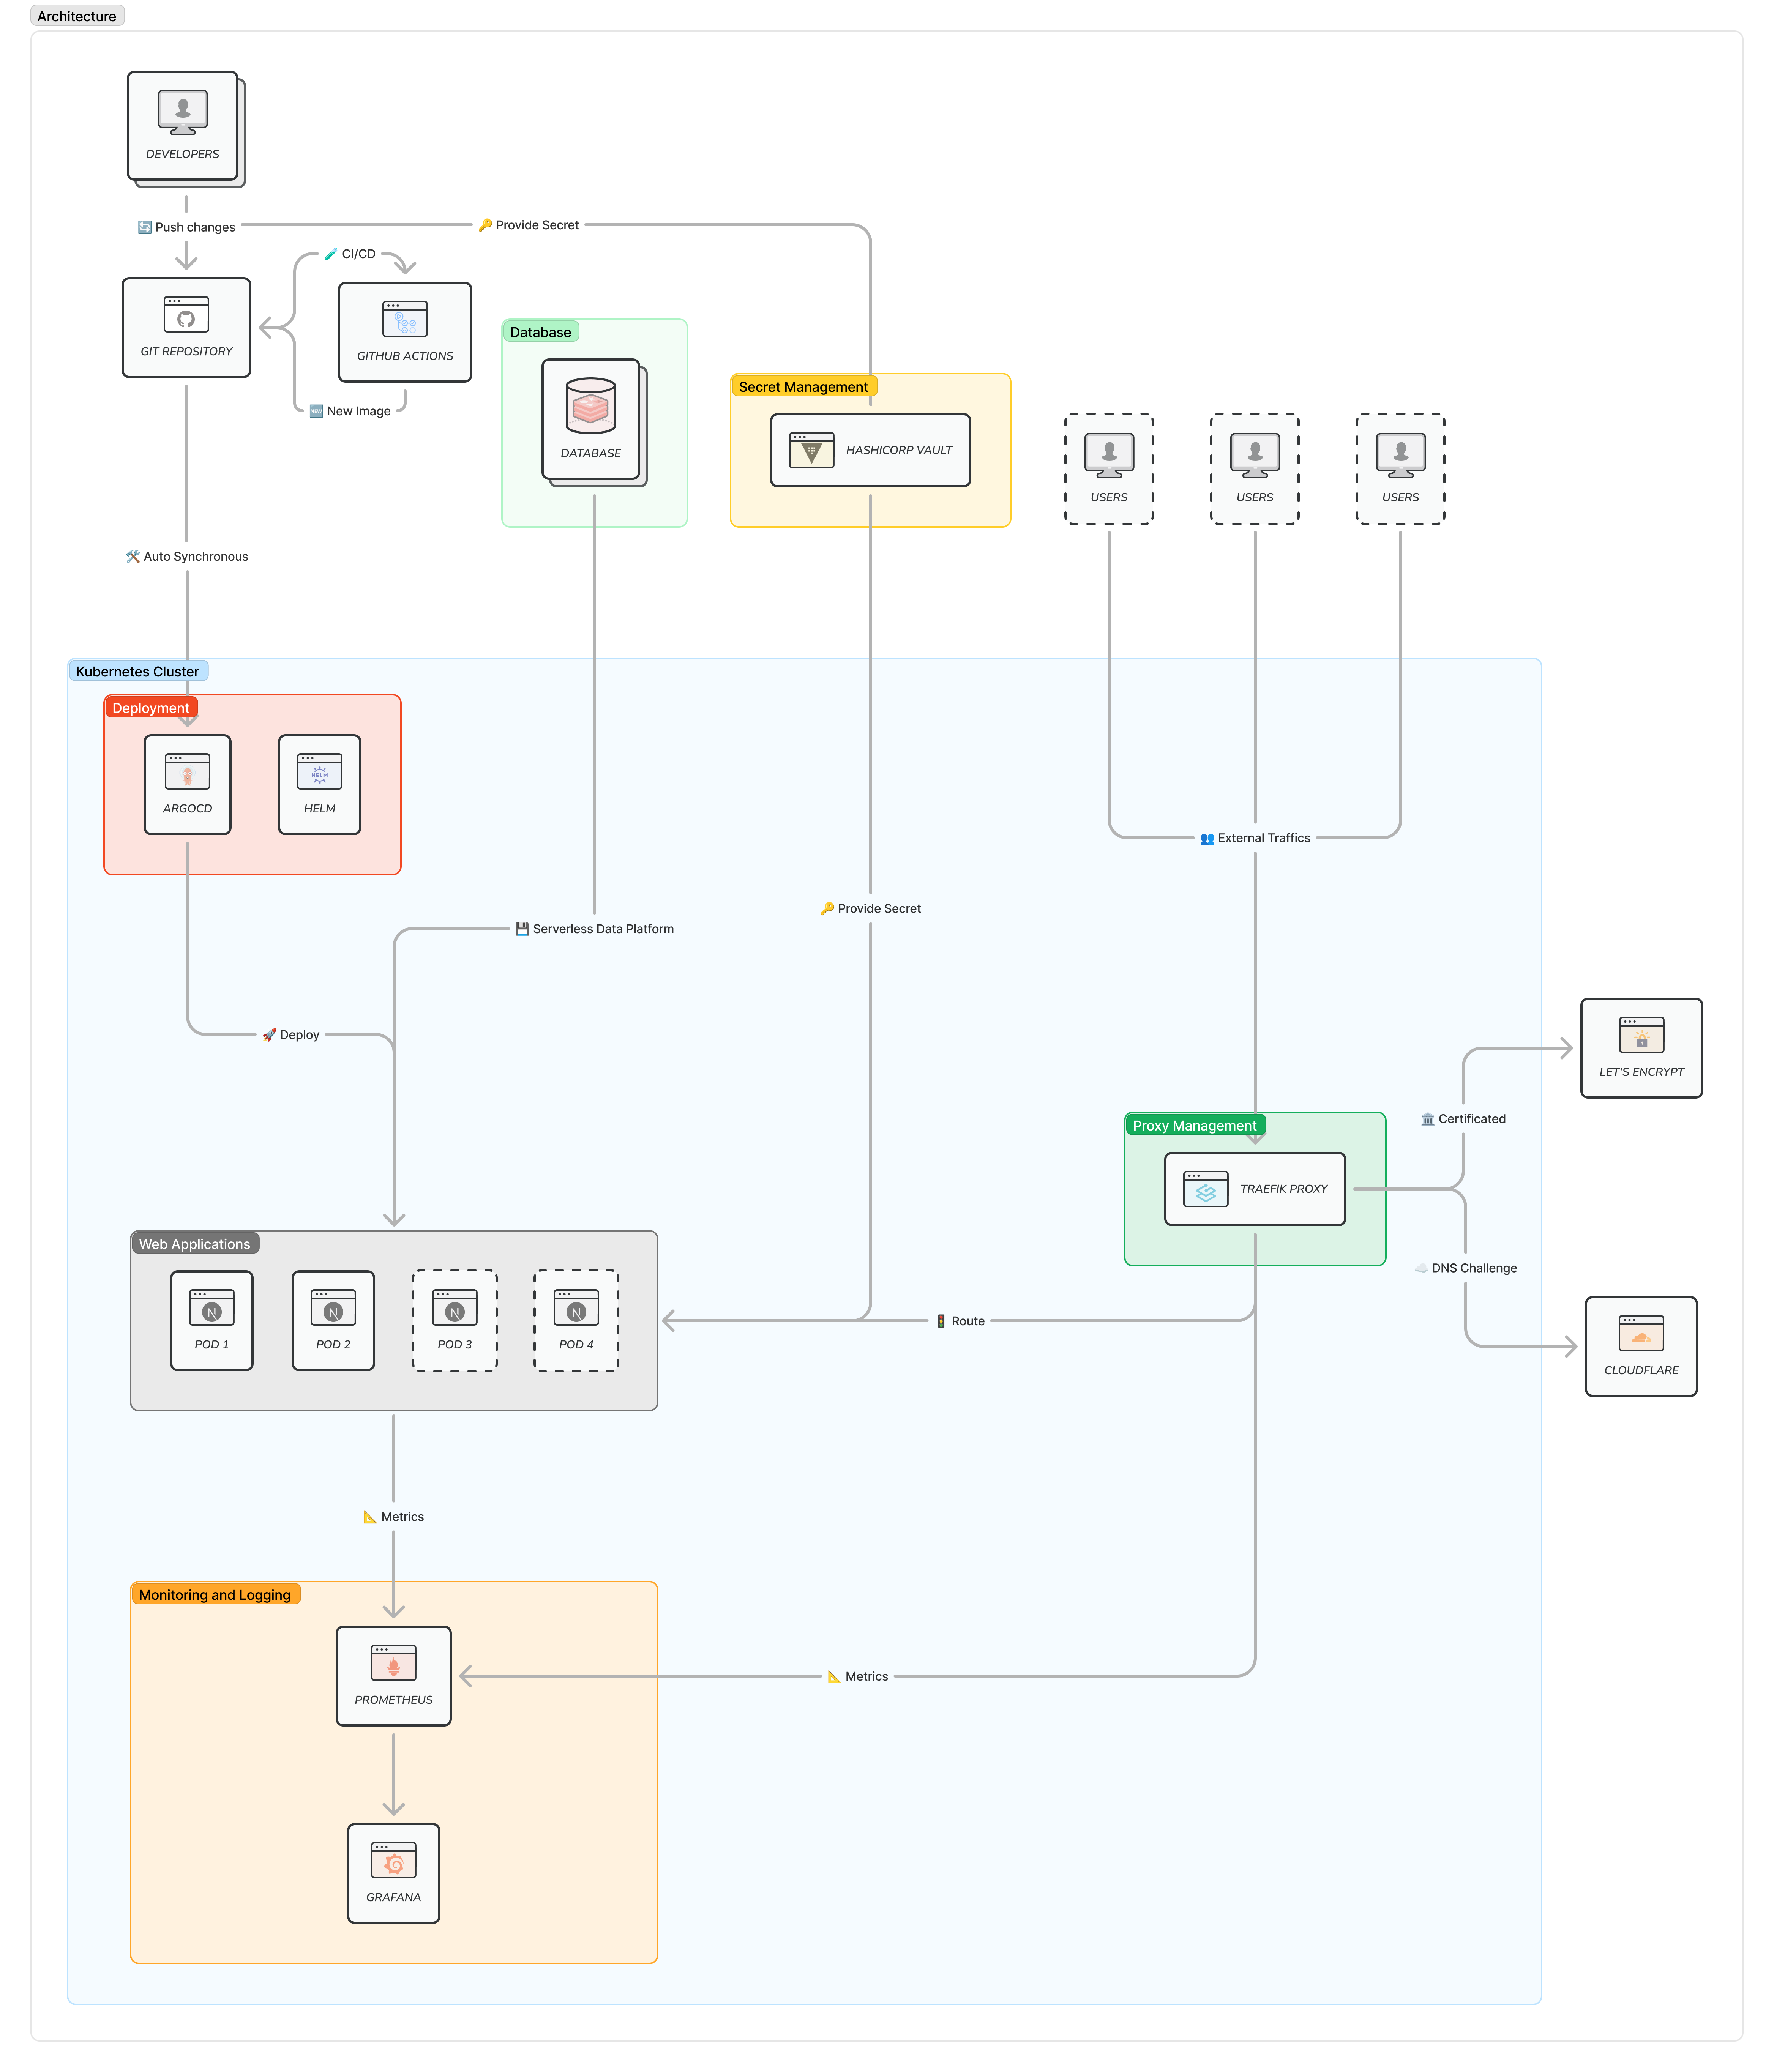 Architecture
DEVELOPERS
🔄 Push changes
🔑 Provide Secret
🧪 CI/CD
GIT REPOSITORY
GITHUB ACTIONS
🆕 New Image
Database
DATABASE
Secret Management
HASHICORP VAULT
USERS
USERS
USERS
🛠️ Auto Synchronous
Kubernetes Cluster
Deployment
ARGOCD
HELM
HELM
👥 External Traffics
🔑 Provide Secret
💾 Serverless Data Platform
🚀 Deploy
LET'S ENCRYPT
🏛️ Certificated
Proxy Management
TRAEFIK PROXY
☁️ DNS Challenge
Web Applications
POD 1
POD 2
POD 3
POD 4
🚦 Route
CLOUDFLARE
📐 Metrics
Monitoring and Logging
PROMETHEUS
📐 Metrics
GRAFANA